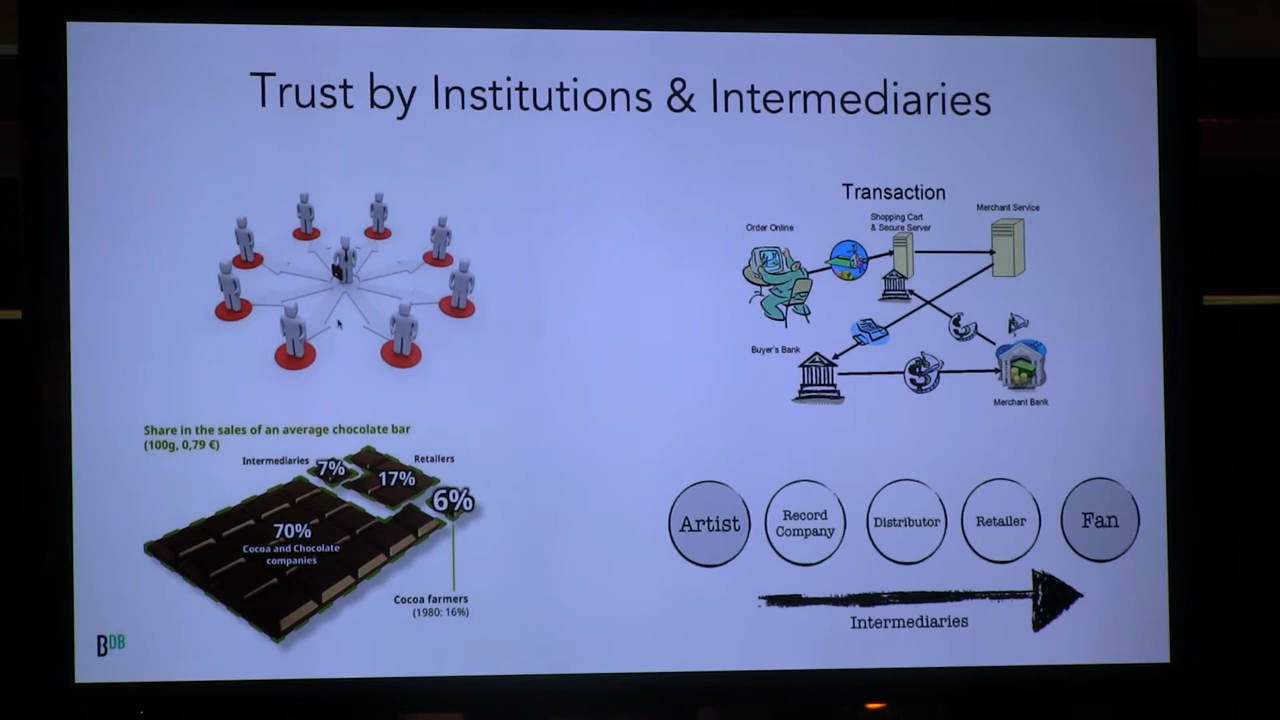 Trust by Institutions & Intermediaries
Transaction
Order Online
Shopping Cart
& Secure Server
Merchant Service
Buyer's Bank
$
Merchant Bank
Share in the sales of an average chocolate bar
(100g, 0,79 €)
Intermediaries
7%
Retailers
17%
6%
70%
Cocoa and Chocolate
companies
Cocoa farmers
(1980: 16%)
Artist
Record
Company
Distributor
Retailer
Fan
Intermediaries
BDB